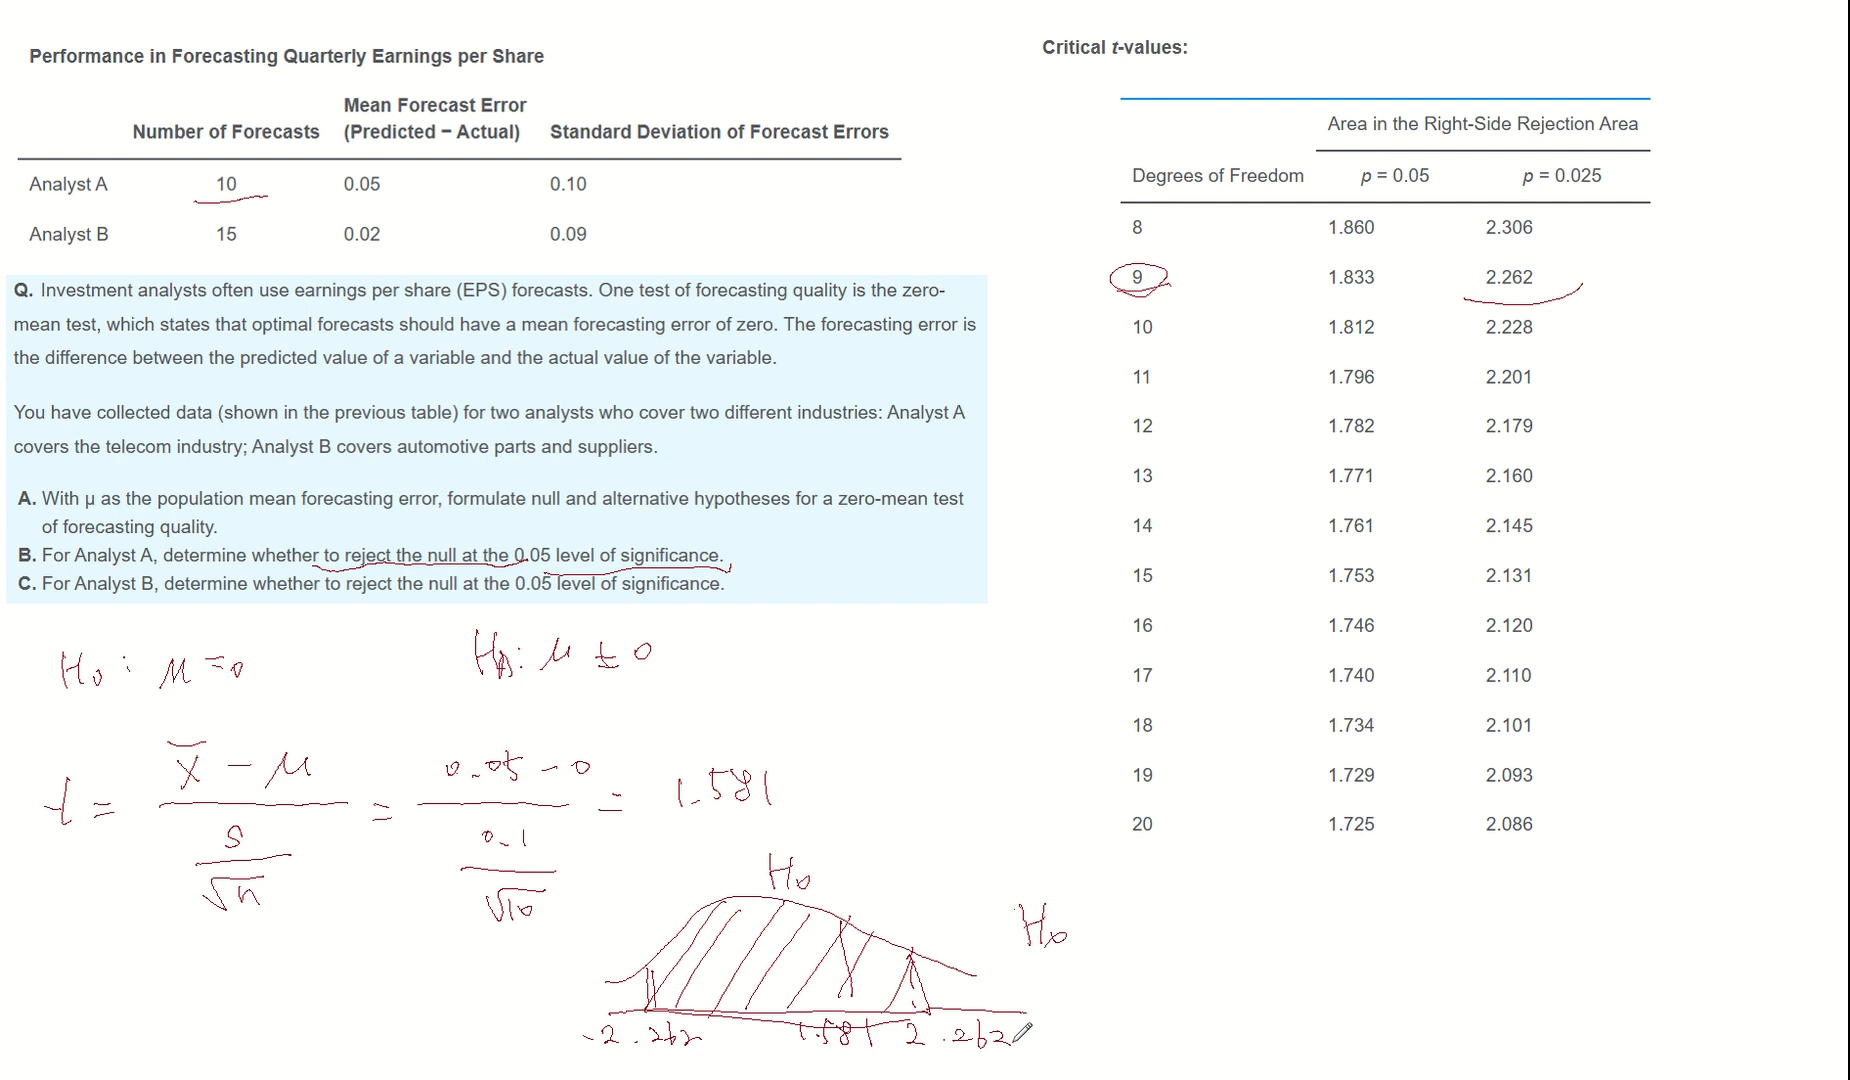 Performance in Forecasting Quarterly Earnings per Share
Number of Forecasts Mean Forecast Error (Predicted − Actual) Standard Deviation of Forecast Errors
Analyst A 10 0.05 0.10
Analyst B 15 0.02 0.09
Q. Investment analysts often use earnings per share (EPS) forecasts. One test of forecasting quality is the zero-
mean test, which states that optimal forecasts should have a mean forecasting error of zero. The forecasting error is
the difference between the predicted value of a variable and the actual value of the variable.
You have collected data (shown in the previous table) for two analysts who cover two different industries: Analyst A
covers the telecom industry; Analyst B covers automotive parts and suppliers.
A. With μ as the population mean forecasting error, formulate null and alternative hypotheses for a zero-mean test
of forecasting quality.
B. For Analyst A, determine whether to reject the null at the 0.05 level of significance.
C. For Analyst B, determine whether to reject the null at the 0.05 level of significance.
H₀ : μ = 0 Hₐ: μ ≠ 0
t = (x̄ − μ) / (s / √n) = (0.05 − 0) / (0.1 / √10) = 1.581
H₀
H₀
-2.262 1.581 2.262
Critical t-values:
Area in the Right-Side Rejection Area
Degrees of Freedom p = 0.05 p = 0.025
8 1.860 2.306
9 1.833 2.262
10 1.812 2.228
11 1.796 2.201
12 1.782 2.179
13 1.771 2.160
14 1.761 2.145
15 1.753 2.131
16 1.746 2.120
17 1.740 2.110
18 1.734 2.101
19 1.729 2.093
20 1.725 2.086